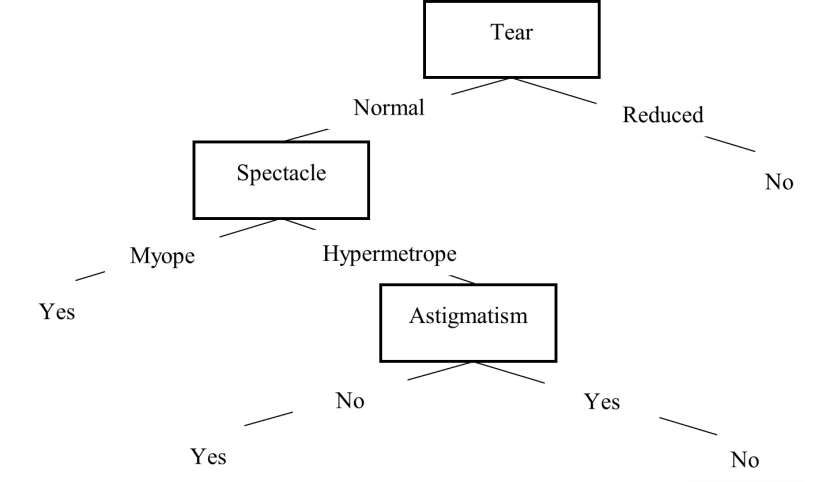 Tear
Normal
Reduced
Spectacle
No
Myope
Hypermetrope
Yes
Astigmatism
No
Yes
Yes
No